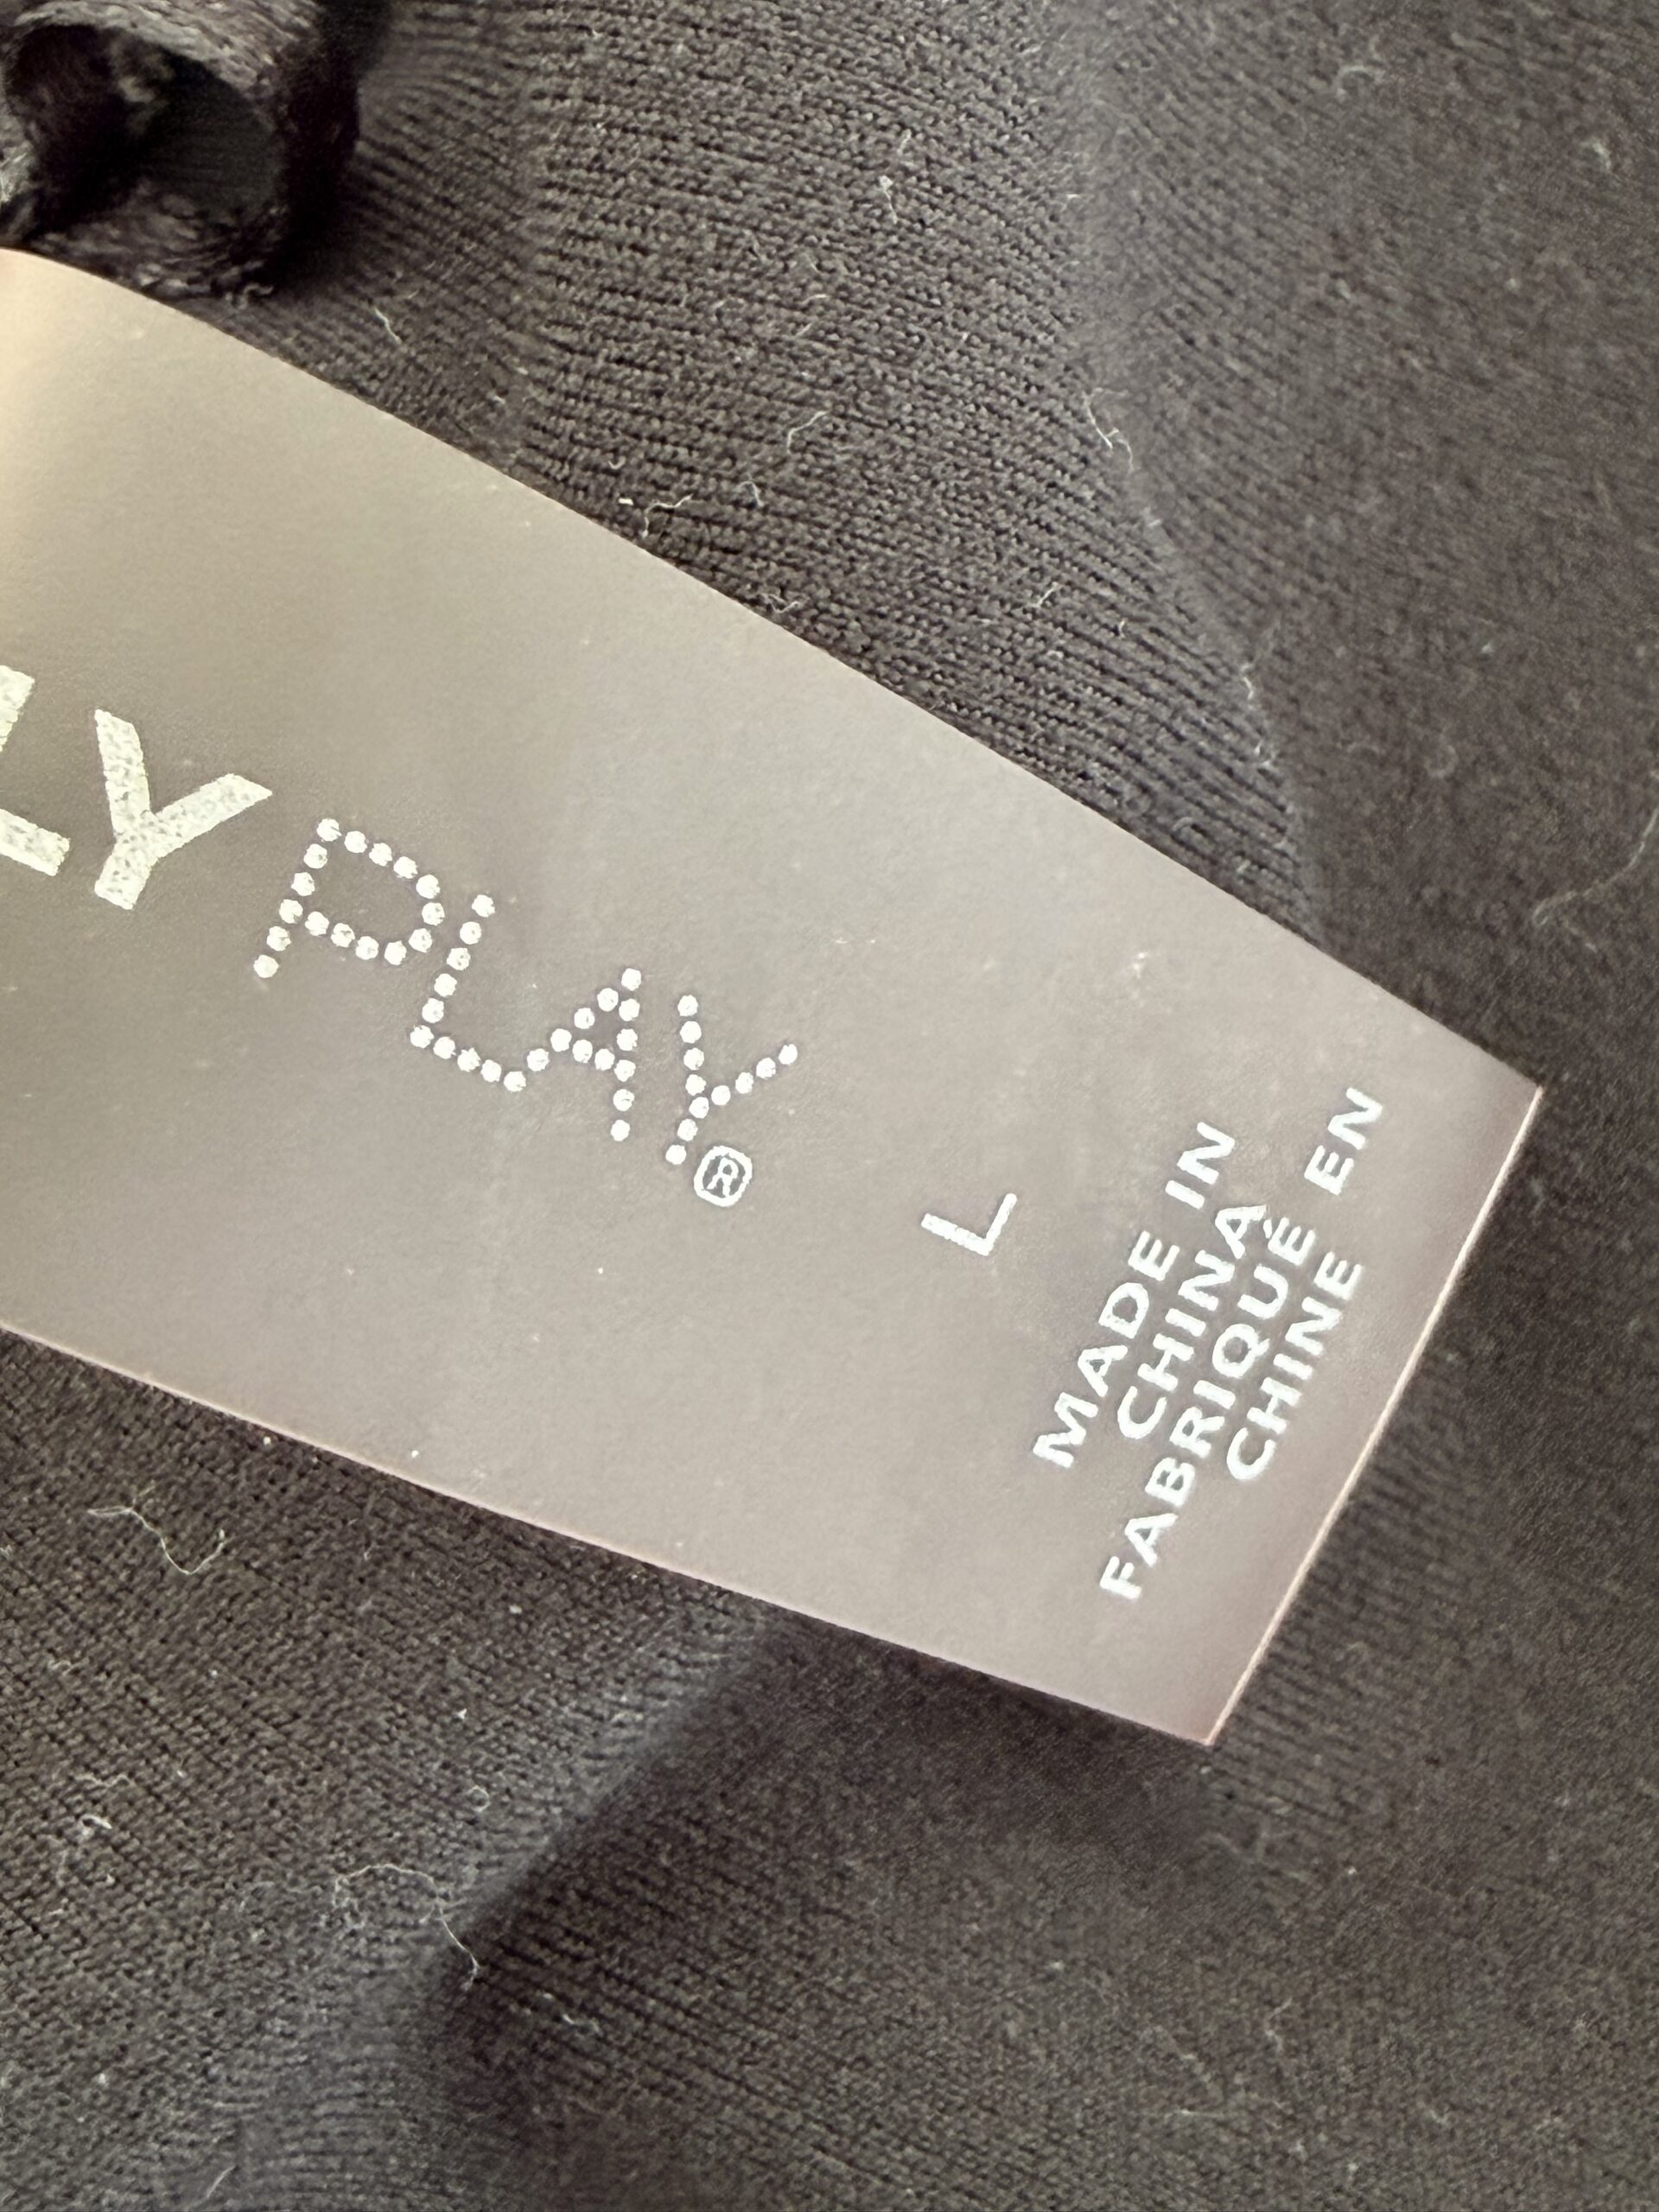 LY PLAY®
L
MADE IN
CHINA
FABRIQUÉ EN
CHINE